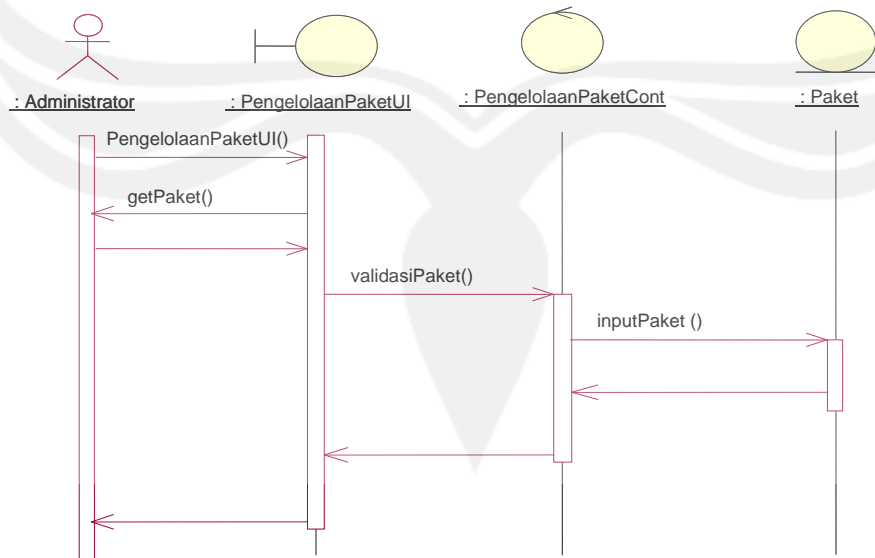 : Administrator
: PengelolaanPaketUI
: PengelolaanPaketCont
: Paket
PengelolaanPaketUI()
getPaket()
validasiPaket()
inputPaket ()